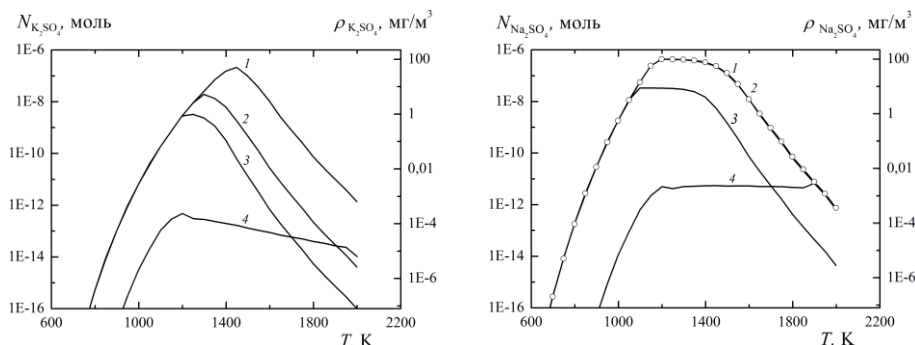 N K₂SO₄, моль
ρ K₂SO₄, мг/м³
1E-6
1E-8
1E-10
1E-12
1E-14
1E-16
100
1
0,01
1E-4
1E-6
1
2
3
4
600 1000 1400 1800 2200
T, K
N Na₂SO₄, моль
ρ Na₂SO₄, мг/м³
1E-6
1E-8
1E-10
1E-12
1E-14
1E-16
100
1
0,01
1E-4
1E-6
1
2
3
4
600 1000 1400 1800 2200
T, K